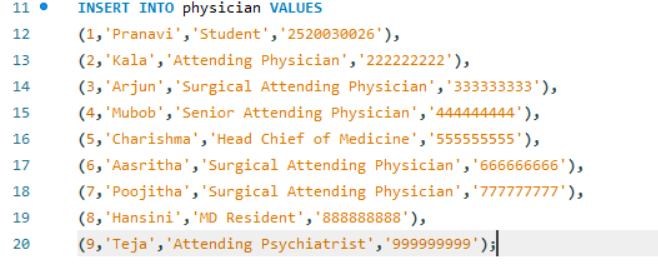 11 INSERT INTO physician VALUES
12 (1,'Pranavi','Student','2520030026'),
13 (2,'Kala','Attending Physician','222222222'),
14 (3,'Arjun','Surgical Attending Physician','333333333'),
15 (4,'Mubob','Senior Attending Physician','444444444'),
16 (5,'Charishma','Head Chief of Medicine','555555555'),
17 (6,'Aasritha','Surgical Attending Physician','666666666'),
18 (7,'Poojitha','Surgical Attending Physician','777777777'),
19 (8,'Hansini','MD Resident','888888888'),
20 (9,'Teja','Attending Psychiatrist','999999999');